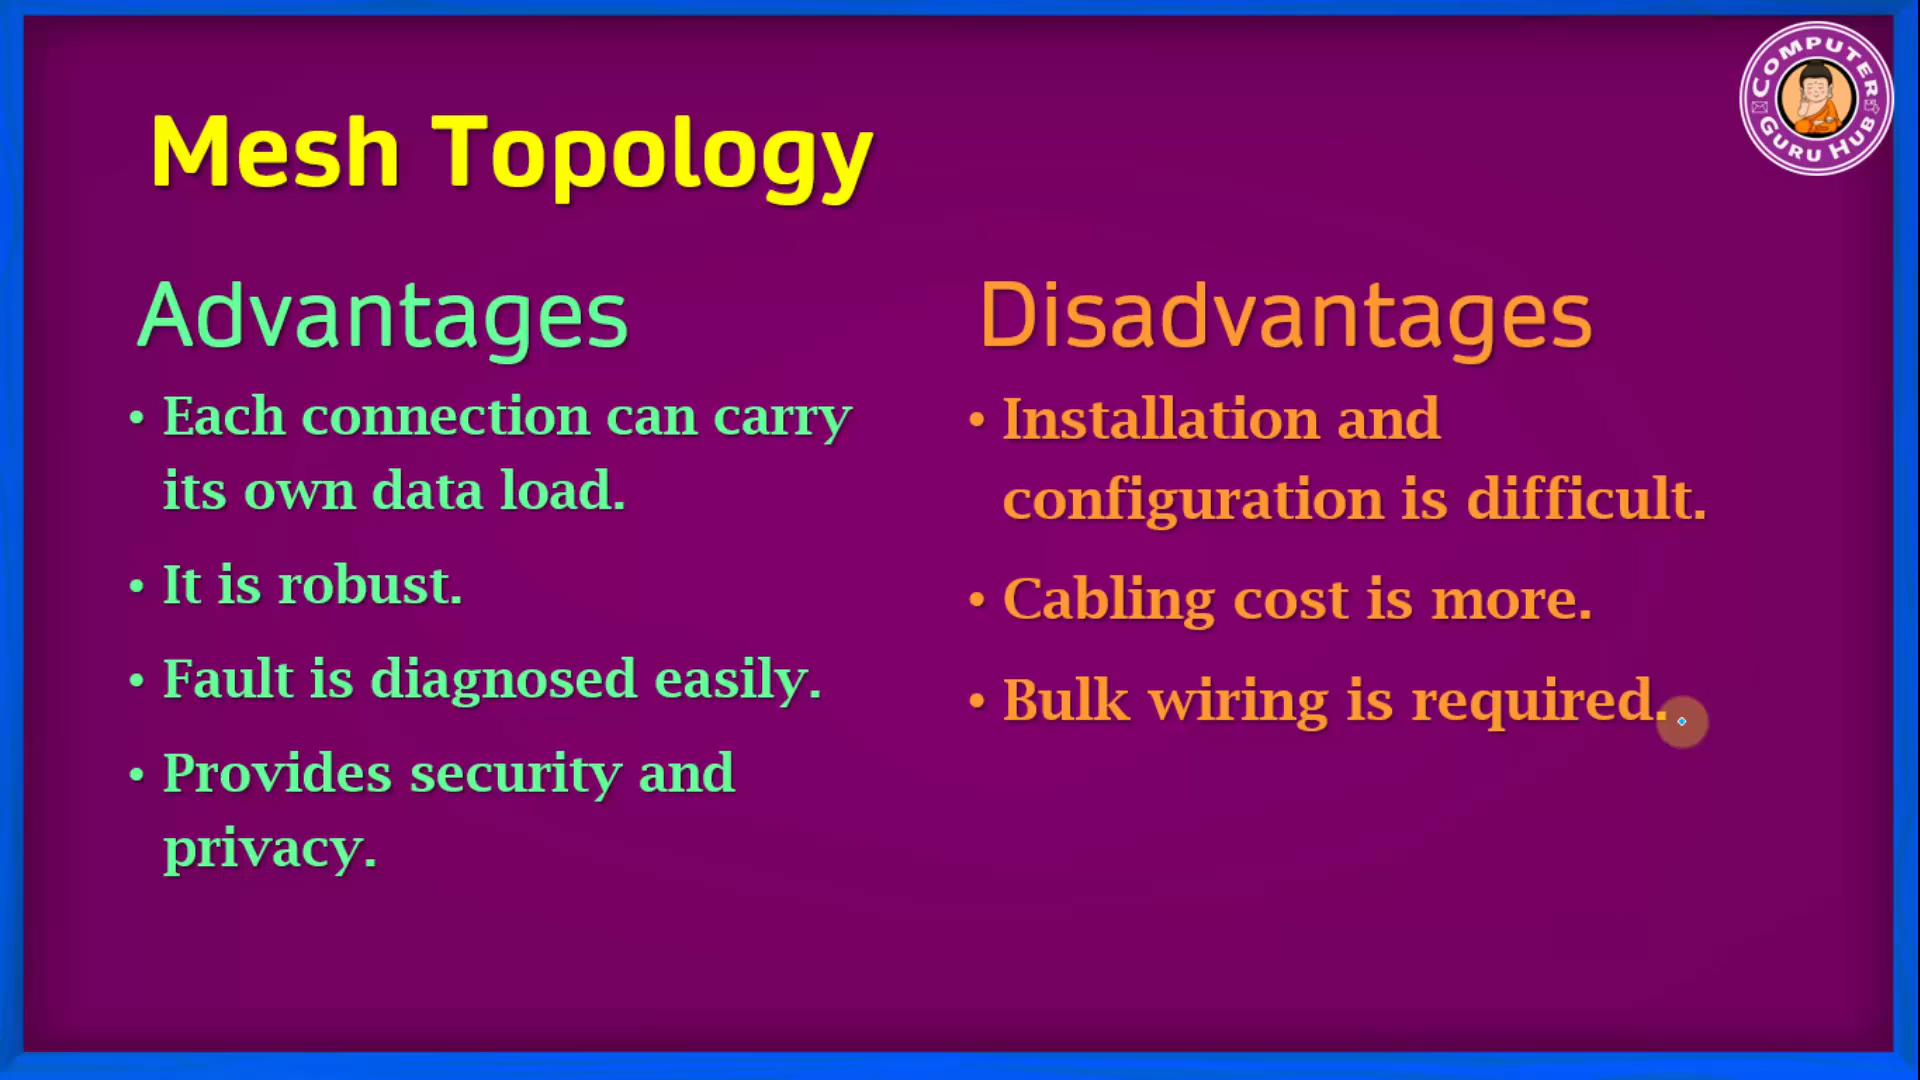 COMPUTER
GURU HUB
Mesh Topology
Advantages
• Each connection can carry
its own data load.
• It is robust.
• Fault is diagnosed easily.
• Provides security and
privacy.
Disadvantages
• Installation and
configuration is difficult.
• Cabling cost is more.
• Bulk wiring is required.